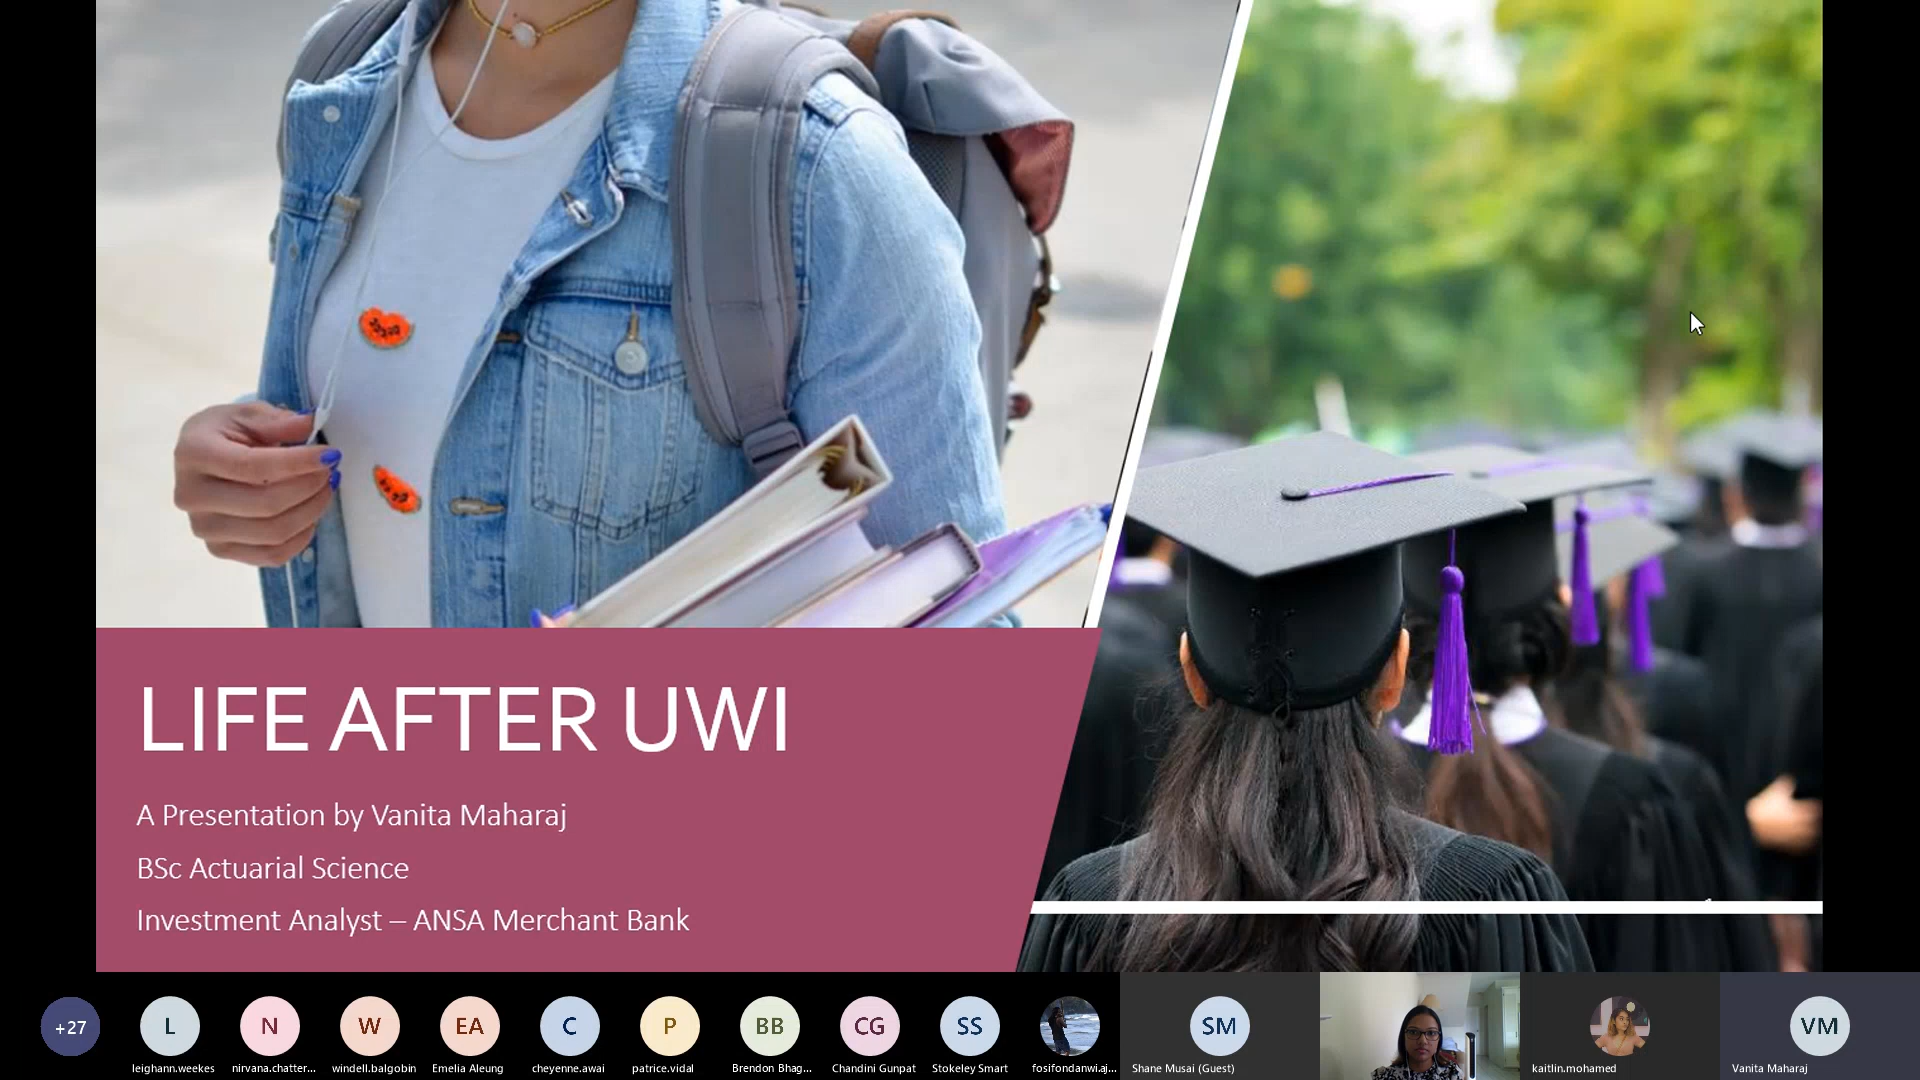 LIFE AFTER UWI
A Presentation by Vanita Maharaj
BSc Actuarial Science
Investment Analyst – ANSA Merchant Bank
+27
L
N
W
EA
C
P
BB
CG
SS
SM
VM
leighann.weekes
nirvana.chatter...
windell.balgobin
Emelia Aleung
cheyenne.awai
patrice.vidal
Brendon Bhag...
Chandini Gunpat
Stokeley Smart
fosifondanwi.aj...
Shane Musai (Guest)
kaitlin.mohamed
Vanita Maharaj